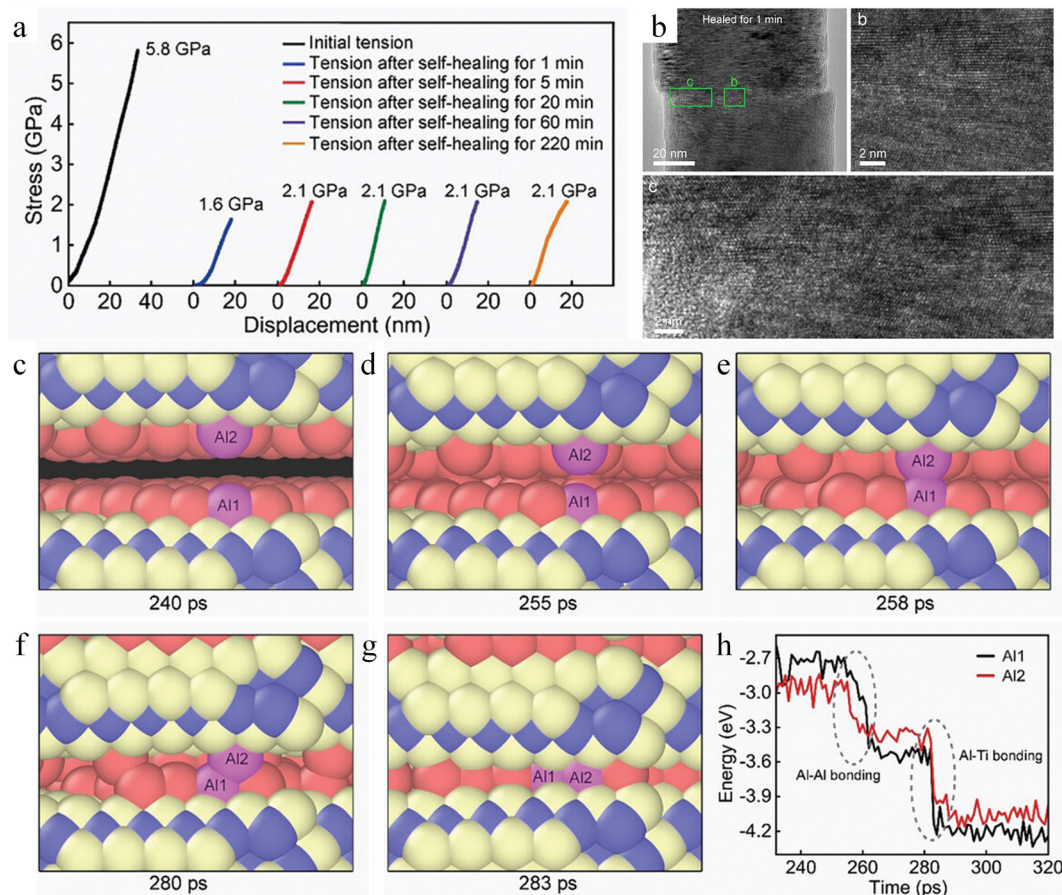 a
6
5
4
3
2
1
0
Stress (GPa)
5.8 GPa
Initial tension
Tension after self-healing for 1 min
Tension after self-healing for 5 min
Tension after self-healing for 20 min
Tension after self-healing for 60 min
Tension after self-healing for 220 min
1.6 GPa
2.1 GPa
2.1 GPa
2.1 GPa
2.1 GPa
0 20 40 0 20 0 20 0 20 0 20 0 20
Displacement (nm)
b
Healed for 1 min
c
b
20 nm
b
2 nm
c
2 nm
c
Al2
Al1
240 ps
d
Al2
Al1
255 ps
e
Al2
Al1
258 ps
f
Al2
Al1
280 ps
g
Al1 Al2
283 ps
h
-2.7
-3.0
-3.3
-3.6
-3.9
-4.2
Energy (eV)
Al1
Al2
Al-Al bonding
Al-Ti bonding
240 260 280 300 320
Time (ps)